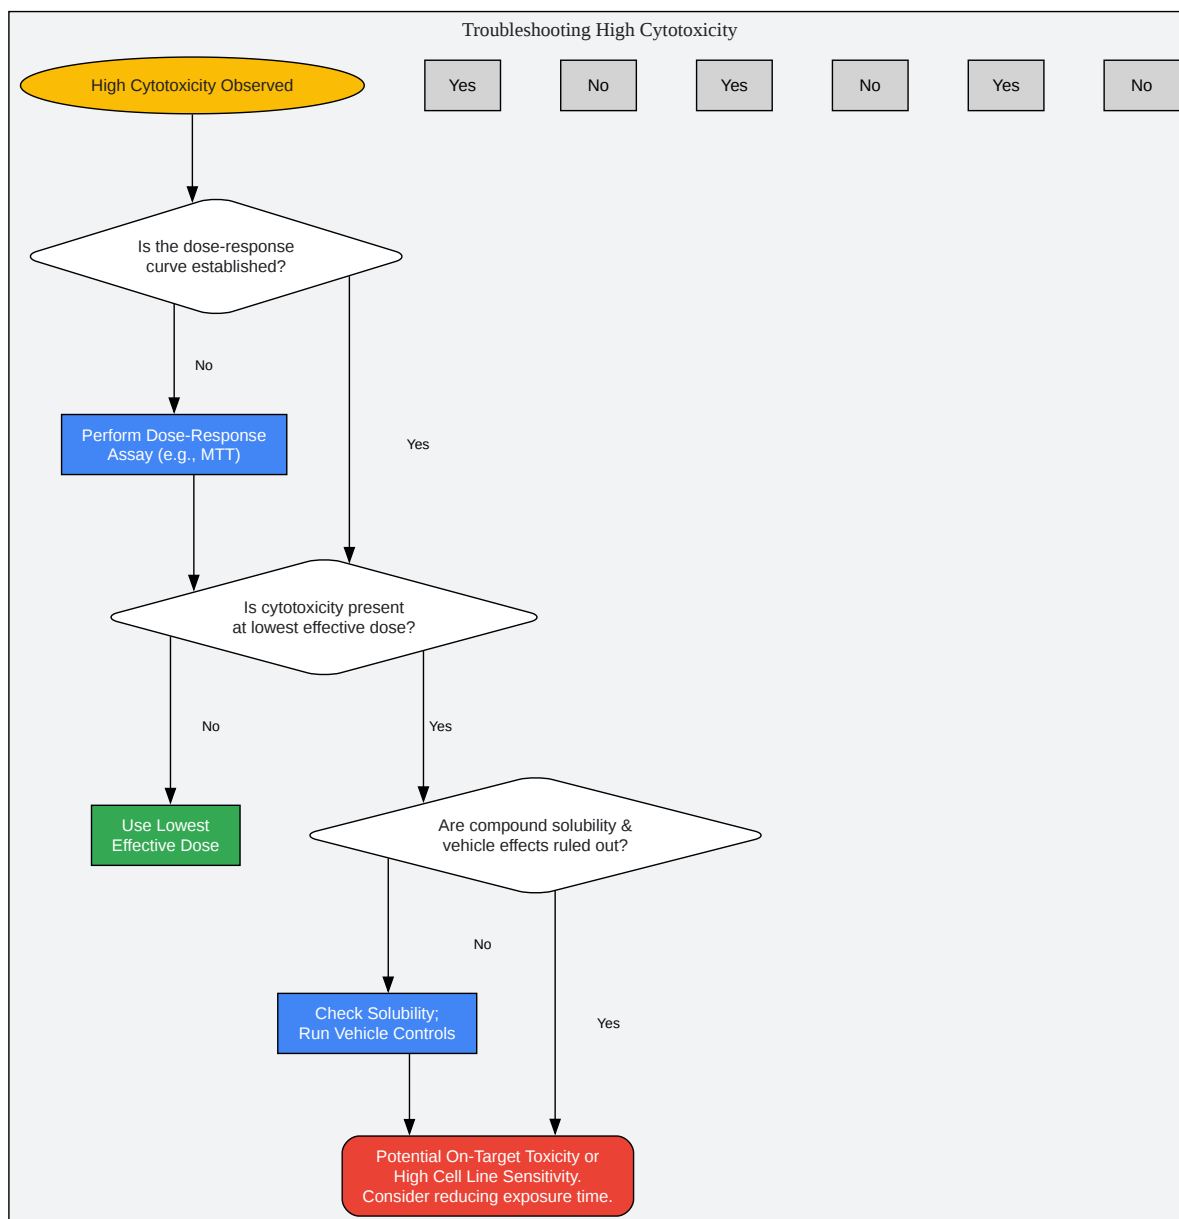 Troubleshooting High Cytotoxicity
High Cytotoxicity Observed
Yes
No
Yes
No
Yes
No
Is the dose-response
curve established?
No
Perform Dose-Response
Assay (e.g., MTT)
Yes
Is cytotoxicity present
at lowest effective dose?
No
Yes
Use Lowest
Effective Dose
Are compound solubility &
vehicle effects ruled out?
No
Check Solubility;
Run Vehicle Controls
Yes
Potential On-Target Toxicity or
High Cell Line Sensitivity.
Consider reducing exposure time.